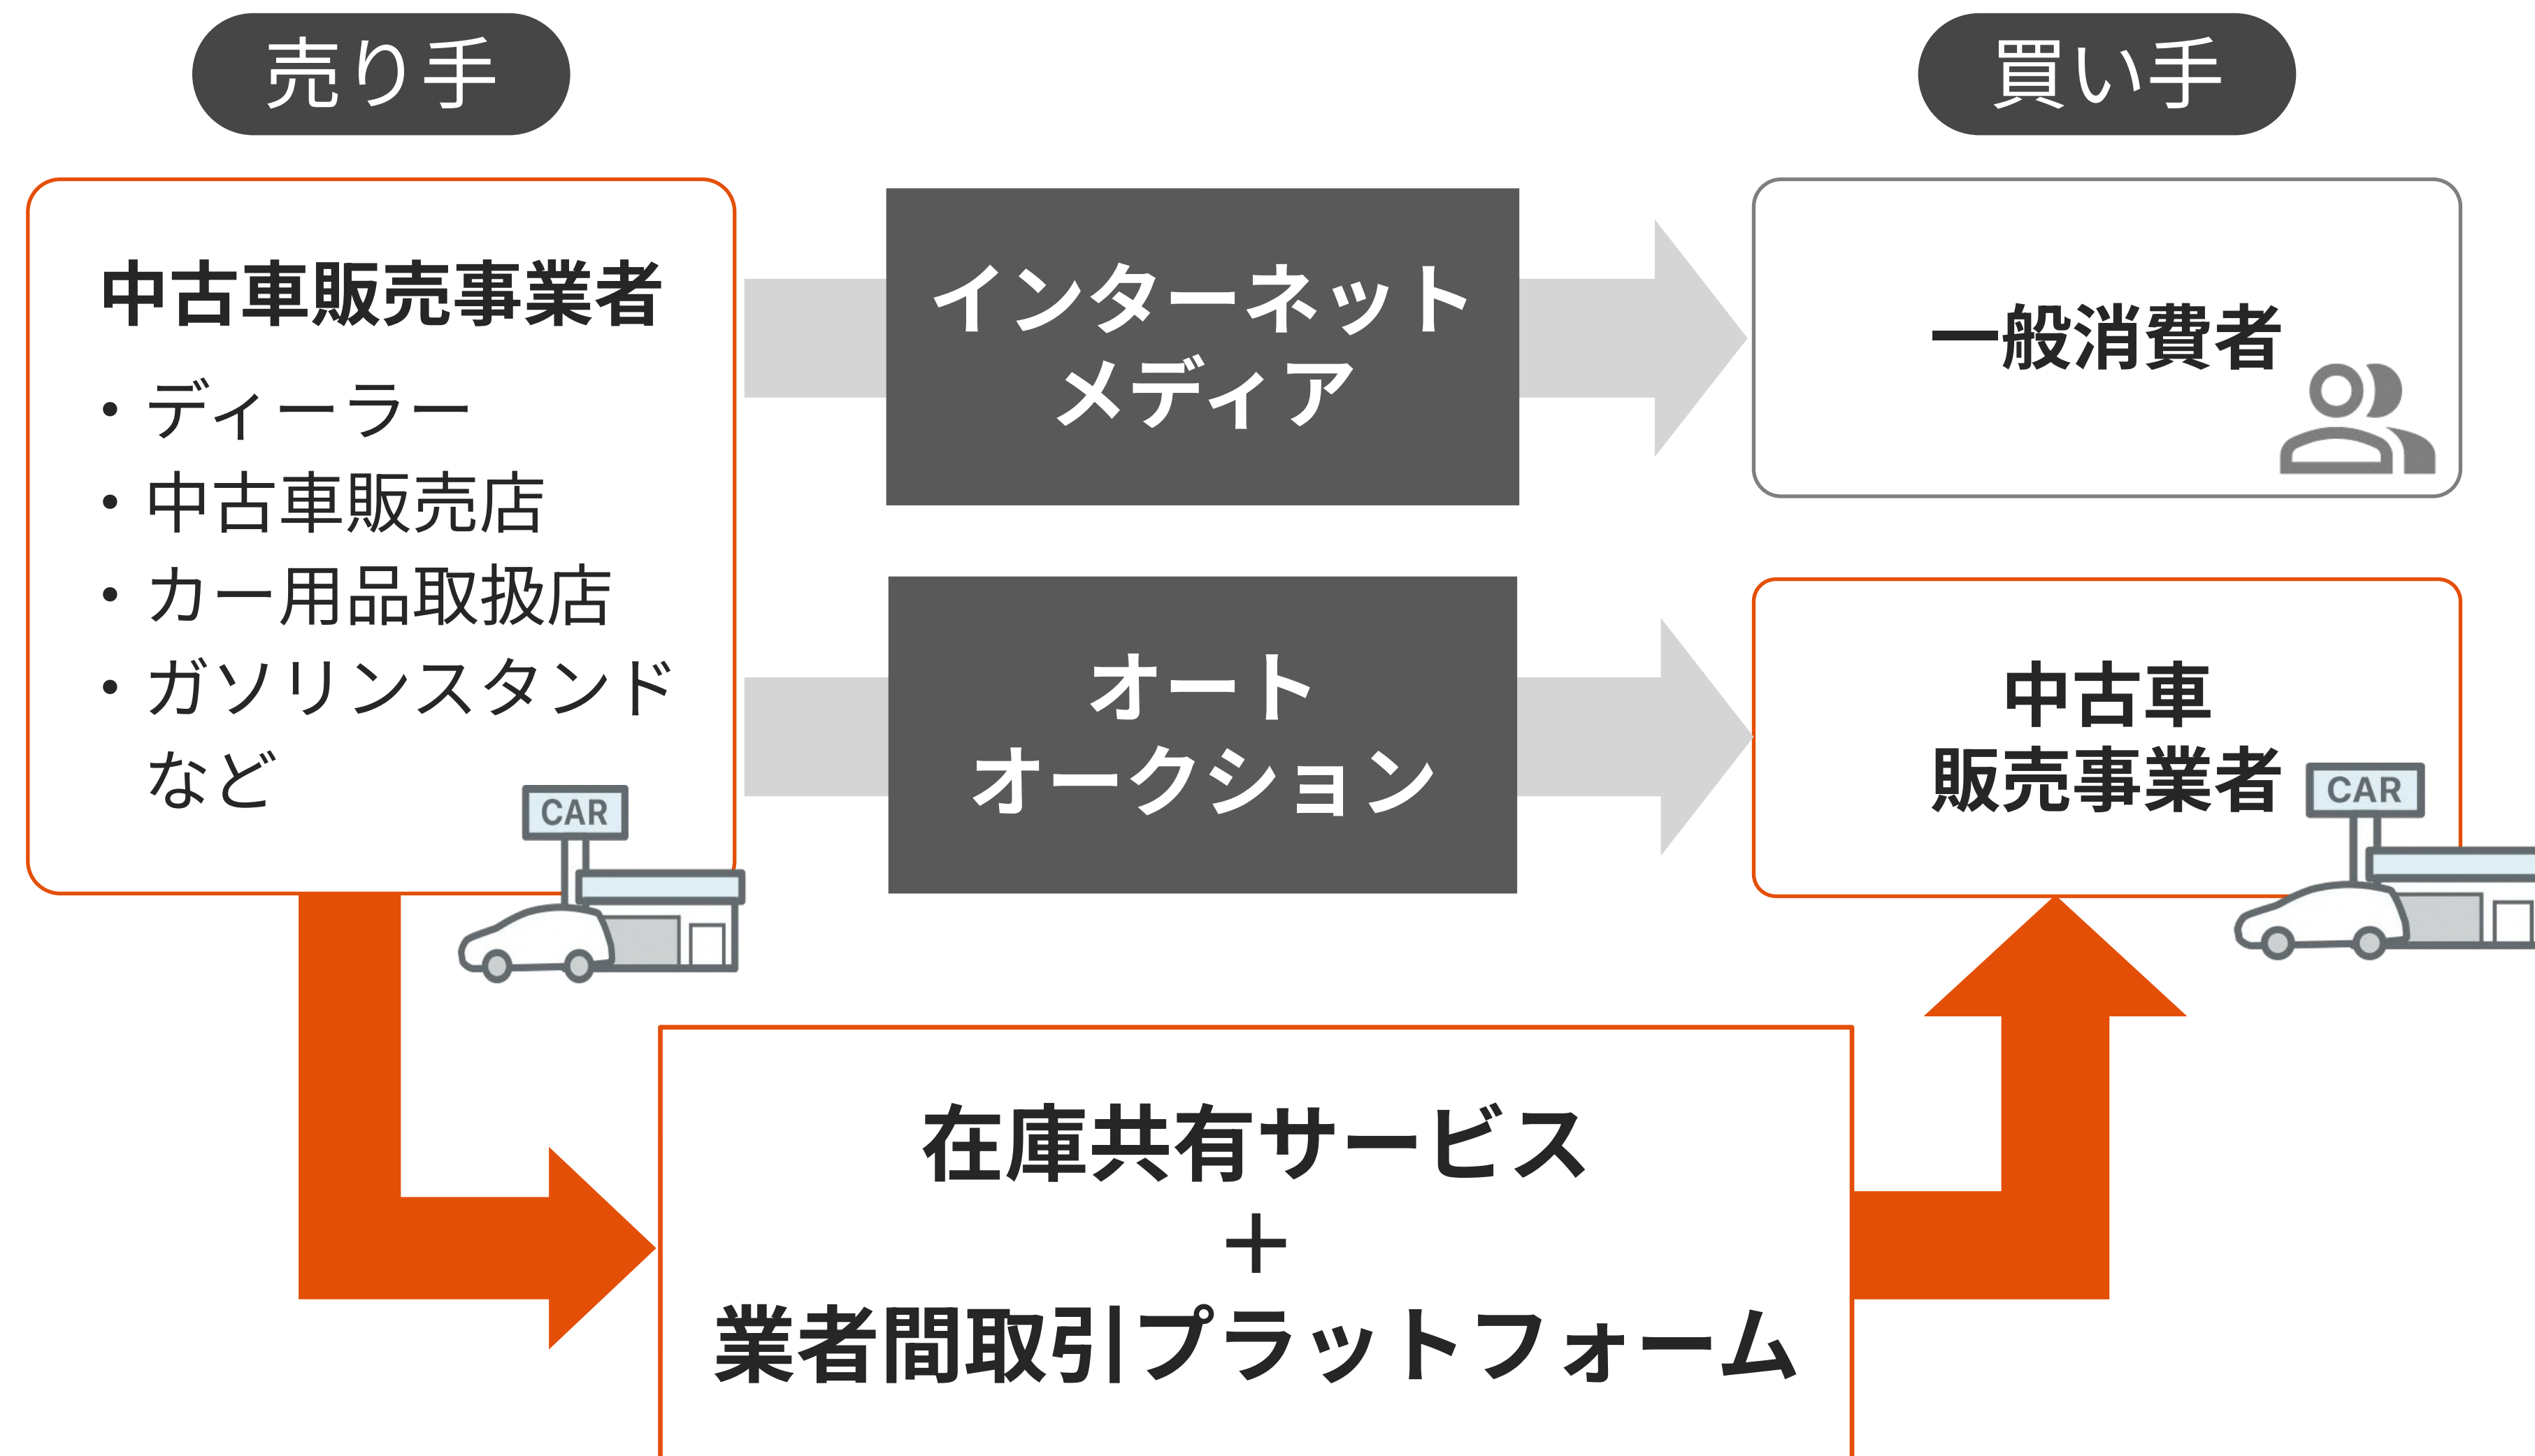 売り手
買い手
中古車販売事業者
・ディーラー
・中古車販売店
・カー用品取扱店
・ガソリンスタンド
など
CAR
インターネット
メディア
一般消費者
オート
オークション
中古車
販売事業者
CAR
在庫共有サービス
＋
業者間取引プラットフォーム